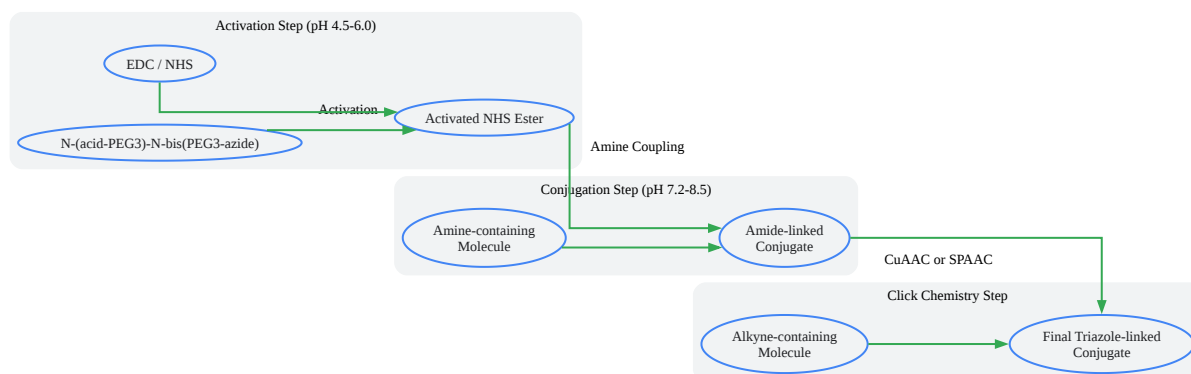 Activation Step (pH 4.5-6.0)
EDC / NHS
Activation
Activated NHS Ester
N-(acid-PEG3)-N-bis(PEG3-azide)
Amine Coupling
Conjugation Step (pH 7.2-8.5)
Amine-containing
Molecule
Amide-linked
Conjugate
CuAAC or SPAAC
Click Chemistry Step
Alkyne-containing
Molecule
Final Triazole-linked
Conjugate